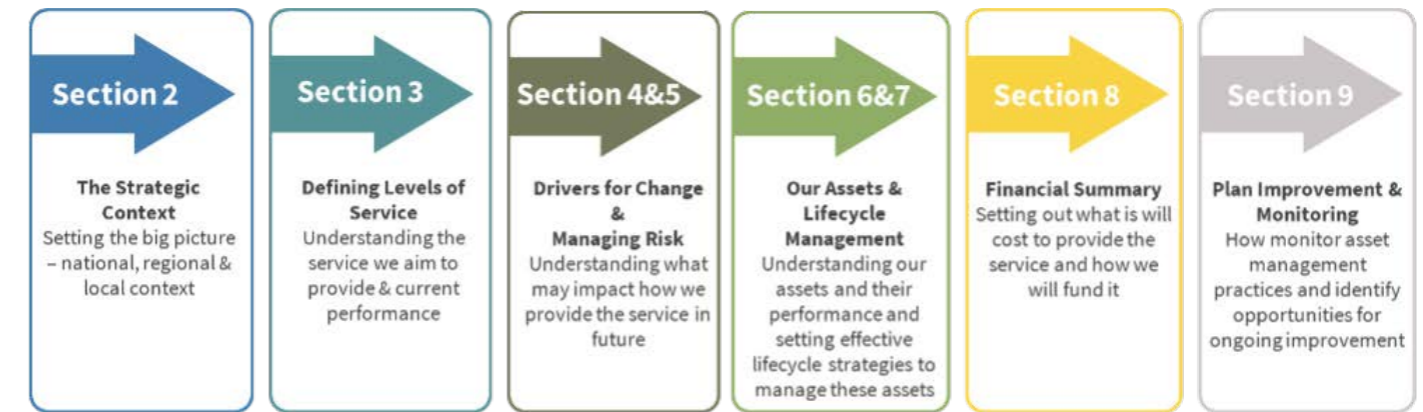 Section 2
The Strategic
Context
Setting the big picture
– national, regional &
local context
Section 3
Defining Levels of
Service
Understanding the
service we aim to
provide & current
performance
Section 4&5
Drivers for Change
&
Managing Risk
Understanding what
may impact how we
provide the service in
future
Section 6&7
Our Assets &
Lifecycle
Management
Understanding our
assets and their
performance and
setting effective
lifecycle strategies to
manage these assets
Section 8
Financial Summary
Setting out what is will
cost to provide the
service and how we
will fund it
Section 9
Plan Improvement &
Monitoring
How monitor asset
management
practices and identify
opportunities for
ongoing improvement